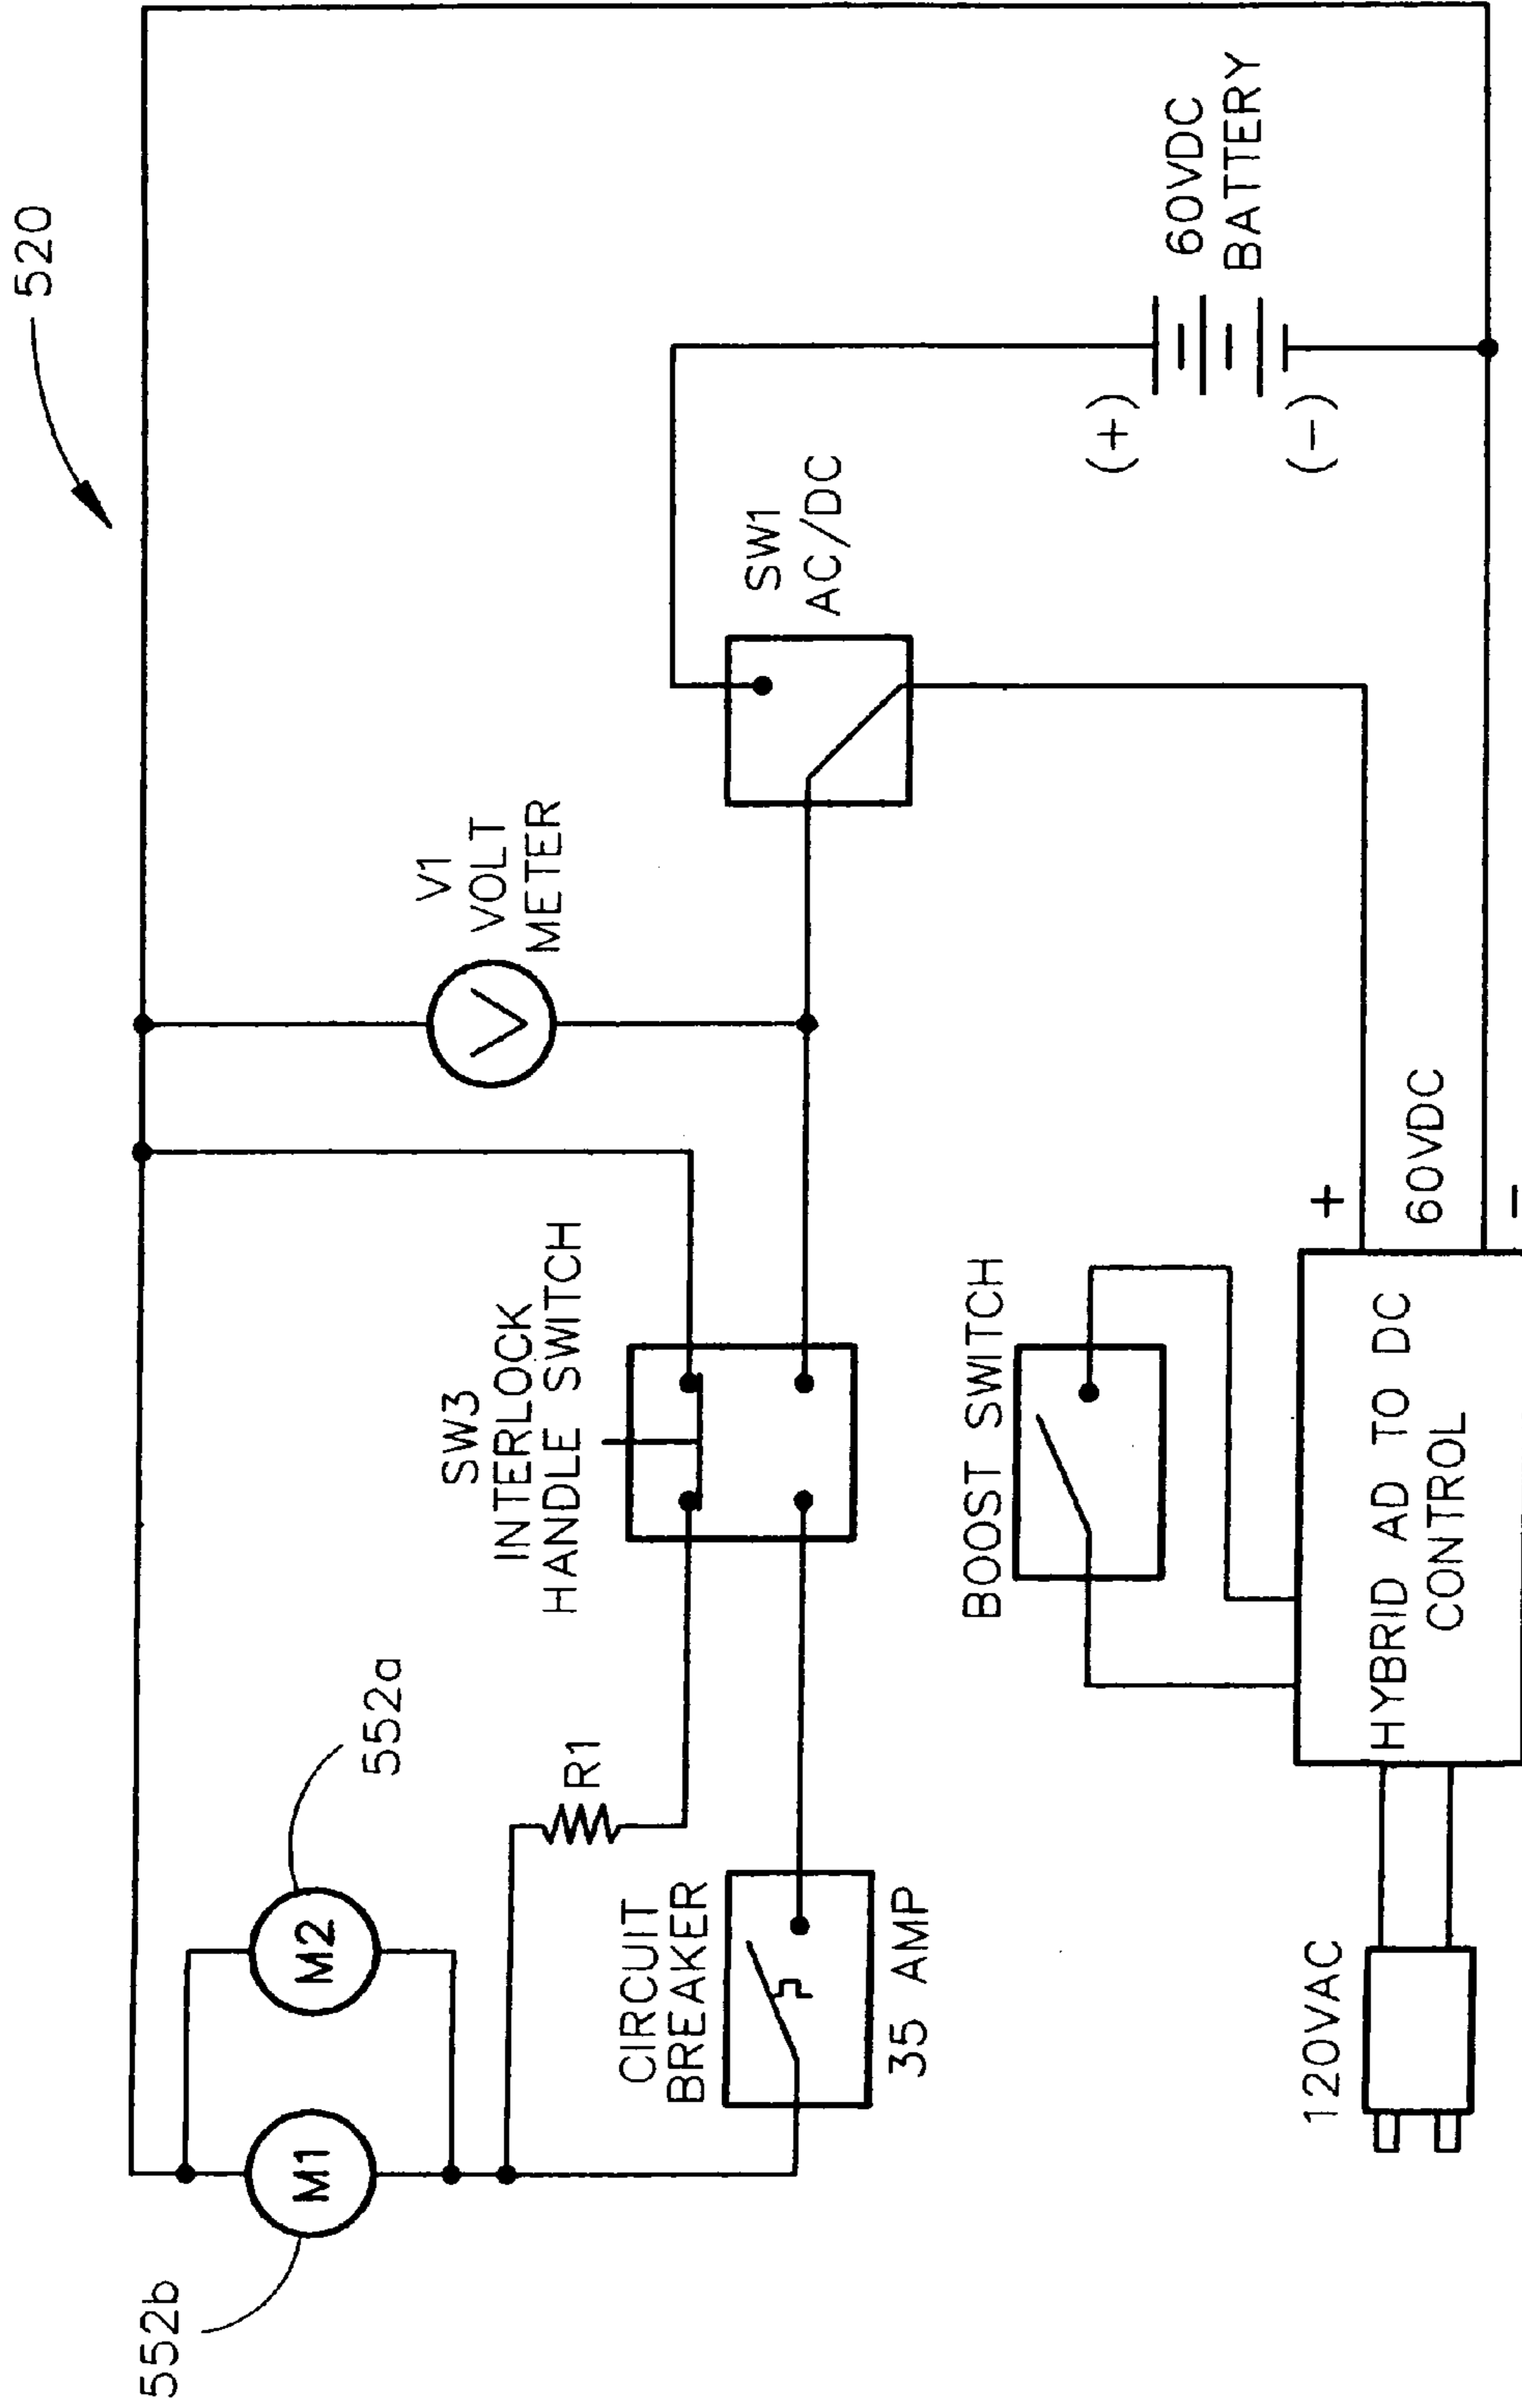 520
552b
552a
M1
M2
R1
SW3
INTERLOCK
HANDLE SWITCH
V1
VOLT
METER
CIRCUIT
BREAKER
35 AMP
SW1
AC/DC
60VDC
BATTERY
(+)
(-)
BOOST SWITCH
120VAC
HYBRID AD TO DC
CONTROL
+
60VDC
-